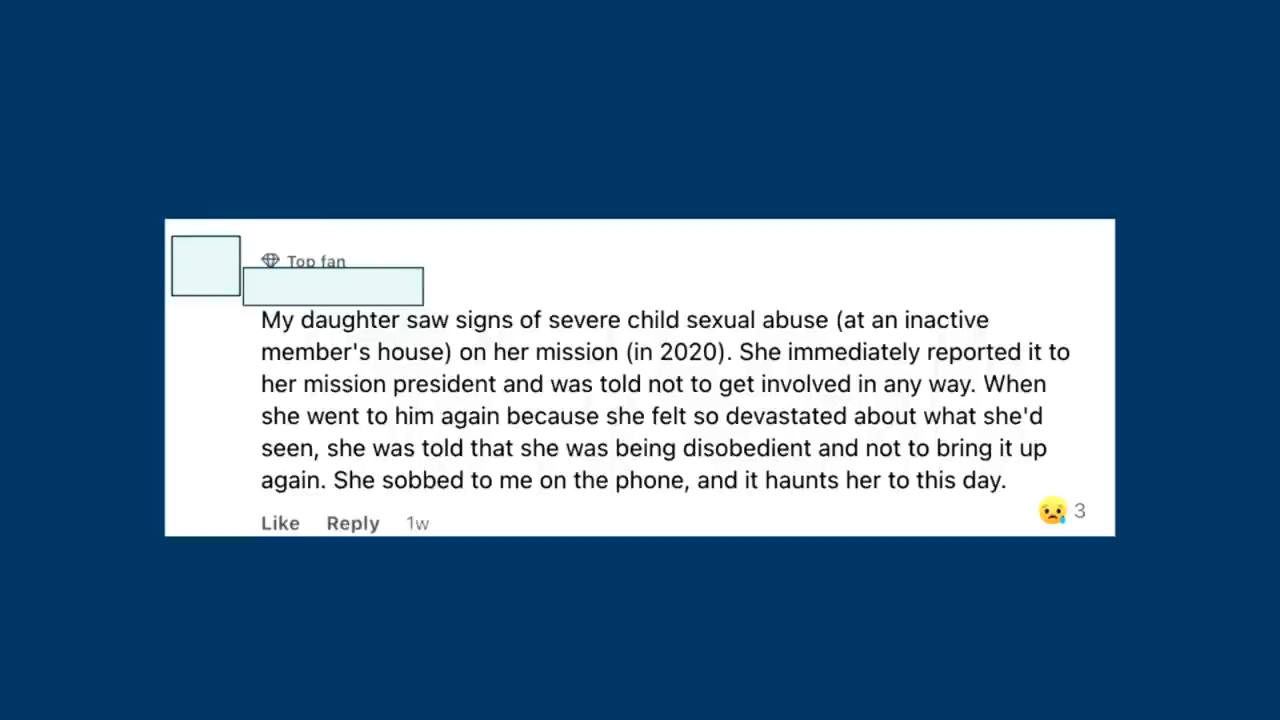 Top fan
My daughter saw signs of severe child sexual abuse (at an inactive
member's house) on her mission (in 2020). She immediately reported it to
her mission president and was told not to get involved in any way. When
she went to him again because she felt so devastated about what she'd
seen, she was told that she was being disobedient and not to bring it up
again. She sobbed to me on the phone, and it haunts her to this day.
Like Reply 1w 3